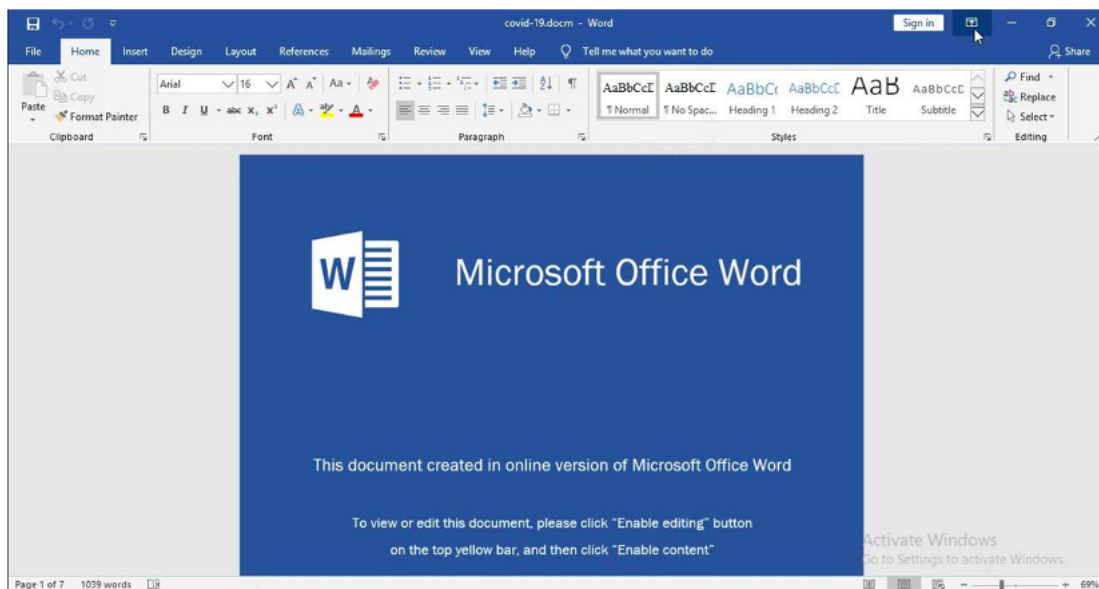 covid-19.docm - Word
Sign in
File Home Insert Design Layout References Mailings Review View Help Tell me what you want to do Share
Paste
Cut
Copy
Format Painter
Clipboard
Arial 16 Aa
B I U abc x₂ x² A A
Font
Paragraph
AaBbCcI AaBbCcI AaBbC AaBbCcC AaB AaBbCcC
¶ Normal ¶ No Spac... Heading 1 Heading 2 Title Subtitle
Styles
Find
Replace
Select
Editing
W
Microsoft Office Word
This document created in online version of Microsoft Office Word
To view or edit this document, please click "Enable editing" button
on the top yellow bar, and then click "Enable content"
Activate Windows
Go to Settings to activate Windows.
Page 1 of 7 1039 words 69%